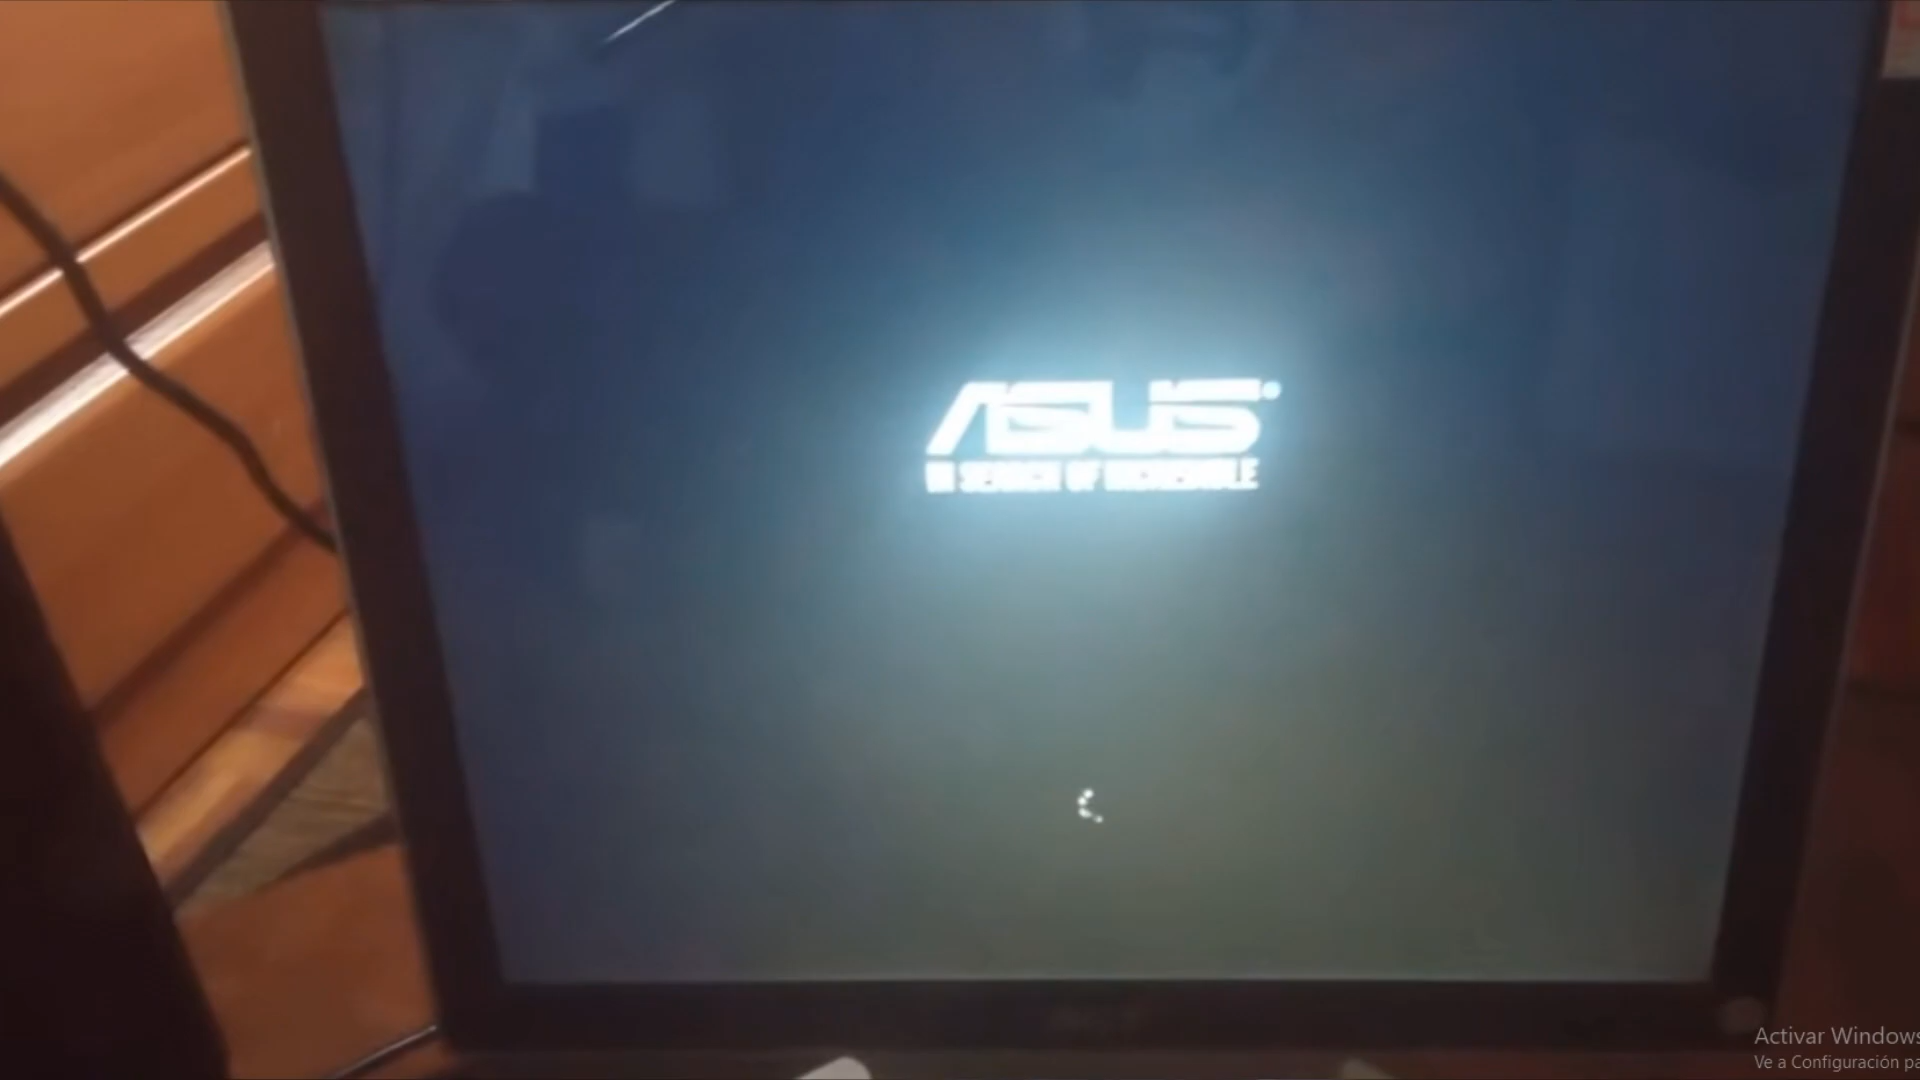 ASUS
IN SEARCH OF INCREDIBLE
Activar Windows
Ve a Configuración pa